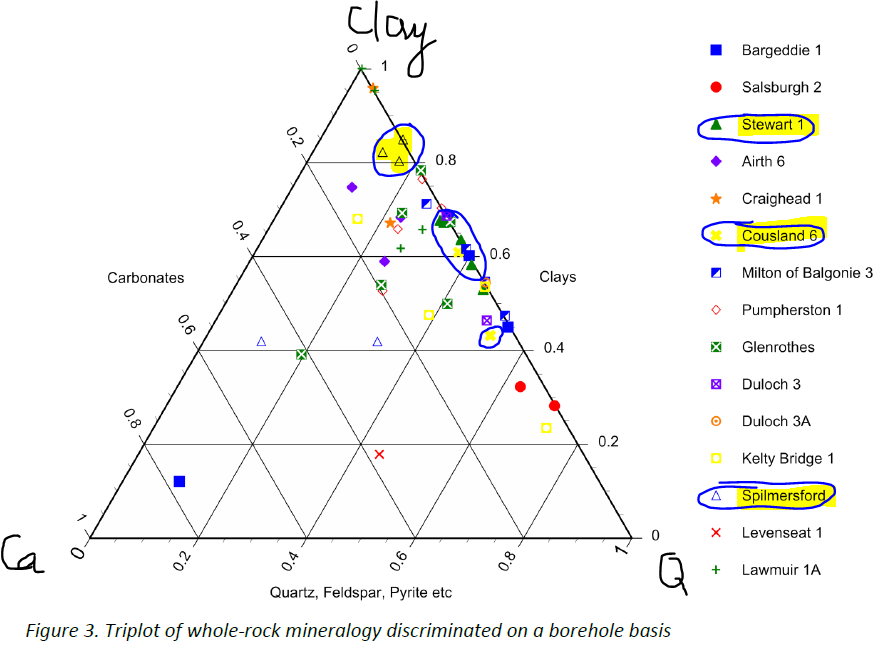 Clay
0
1
Bargeddie 1
Salsburgh 2
Stewart 1
0.2
0.8
Airth 6
Craighead 1
0.4
0.6
Cousland 6
Carbonates
Clays
Milton of Balgonie 3
Pumpherston 1
0.6
0.4
Glenrothes
Duloch 3
Duloch 3A
0.8
0.2
Kelty Bridge 1
Spilmersford
1
0
Levenseat 1
Ca
0
0.2
0.4
0.6
0.8
1
Q
Lawmuir 1A
Quartz, Feldspar, Pyrite etc
Figure 3. Triplot of whole-rock mineralogy discriminated on a borehole basis